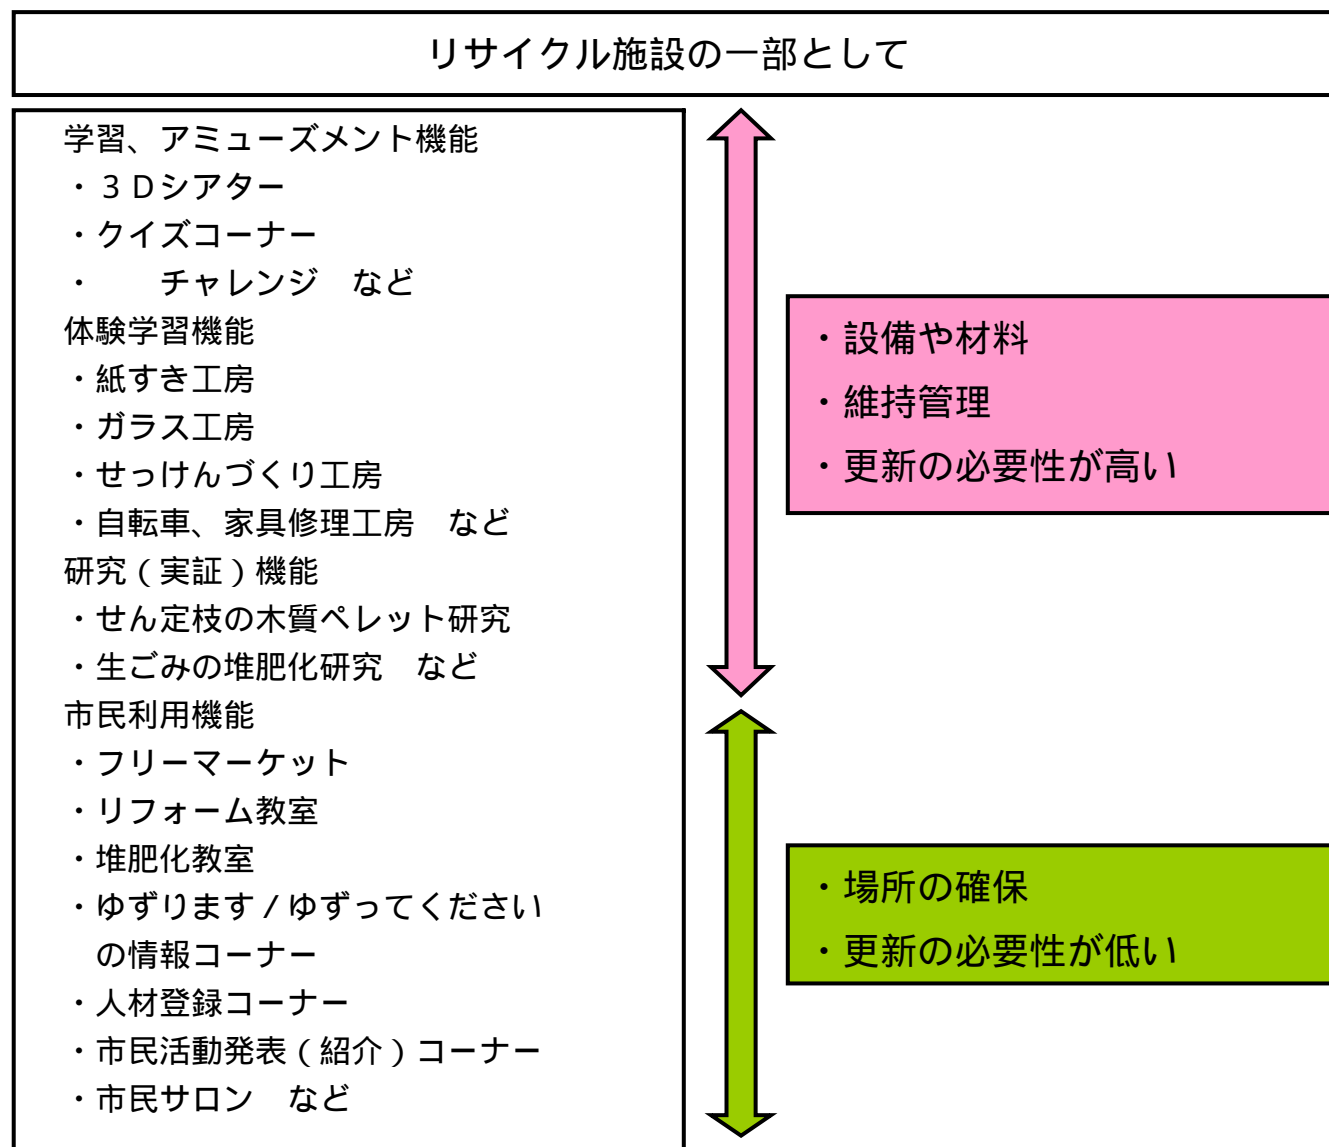 リサイクル施設の一部として
学習、アミューズメント機能
・３Ｄシアター
・クイズコーナー
・　　チャレンジ　など
体験学習機能
・紙すき工房
・ガラス工房
・せっけんづくり工房
・自転車、家具修理工房　など
研究（実証）機能
・せん定枝の木質ペレット研究
・生ごみの堆肥化研究　など
市民利用機能
・フリーマーケット
・リフォーム教室
・堆肥化教室
・ゆずります／ゆずってください
の情報コーナー
・人材登録コーナー
・市民活動発表（紹介）コーナー
・市民サロン　など
・設備や材料
・維持管理
・更新の必要性が高い
・場所の確保
・更新の必要性が低い